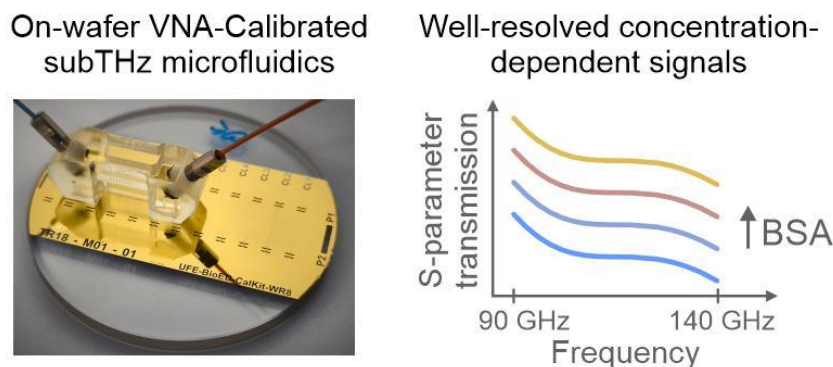 On-wafer VNA-Calibrated
subTHz microfluidics
Well-resolved concentration-
dependent signals
TR18 - M01 - 01
UFE-BioEM-CalKit-WR8
P1
P2
S-parameter
transmission
BSA
90 GHz
140 GHz
Frequency